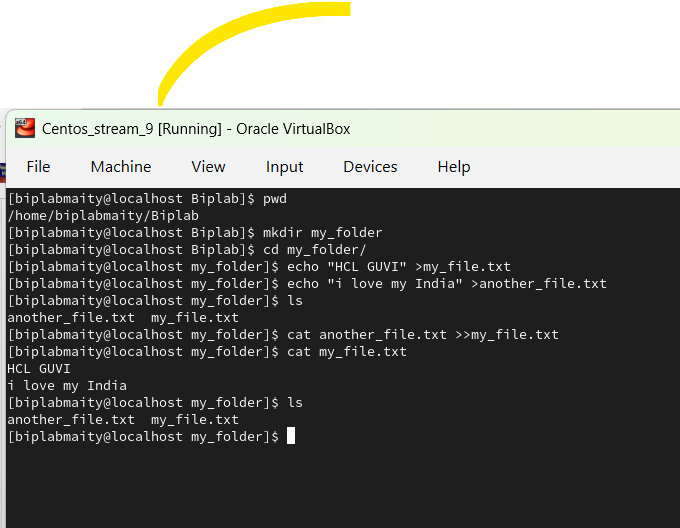 Centos_stream_9 [Running] - Oracle VirtualBox
File Machine View Input Devices Help
[biplabmaity@localhost Biplab]$ pwd
/home/biplabmaity/Biplab
[biplabmaity@localhost Biplab]$ mkdir my_folder
[biplabmaity@localhost Biplab]$ cd my_folder/
[biplabmaity@localhost my_folder]$ echo "HCL GUVI" >my_file.txt
[biplabmaity@localhost my_folder]$ echo "i love my India" >another_file.txt
[biplabmaity@localhost my_folder]$ ls
another_file.txt  my_file.txt
[biplabmaity@localhost my_folder]$ cat another_file.txt >>my_file.txt
[biplabmaity@localhost my_folder]$ cat my_file.txt
HCL GUVI
i love my India
[biplabmaity@localhost my_folder]$ ls
another_file.txt  my_file.txt
[biplabmaity@localhost my_folder]$